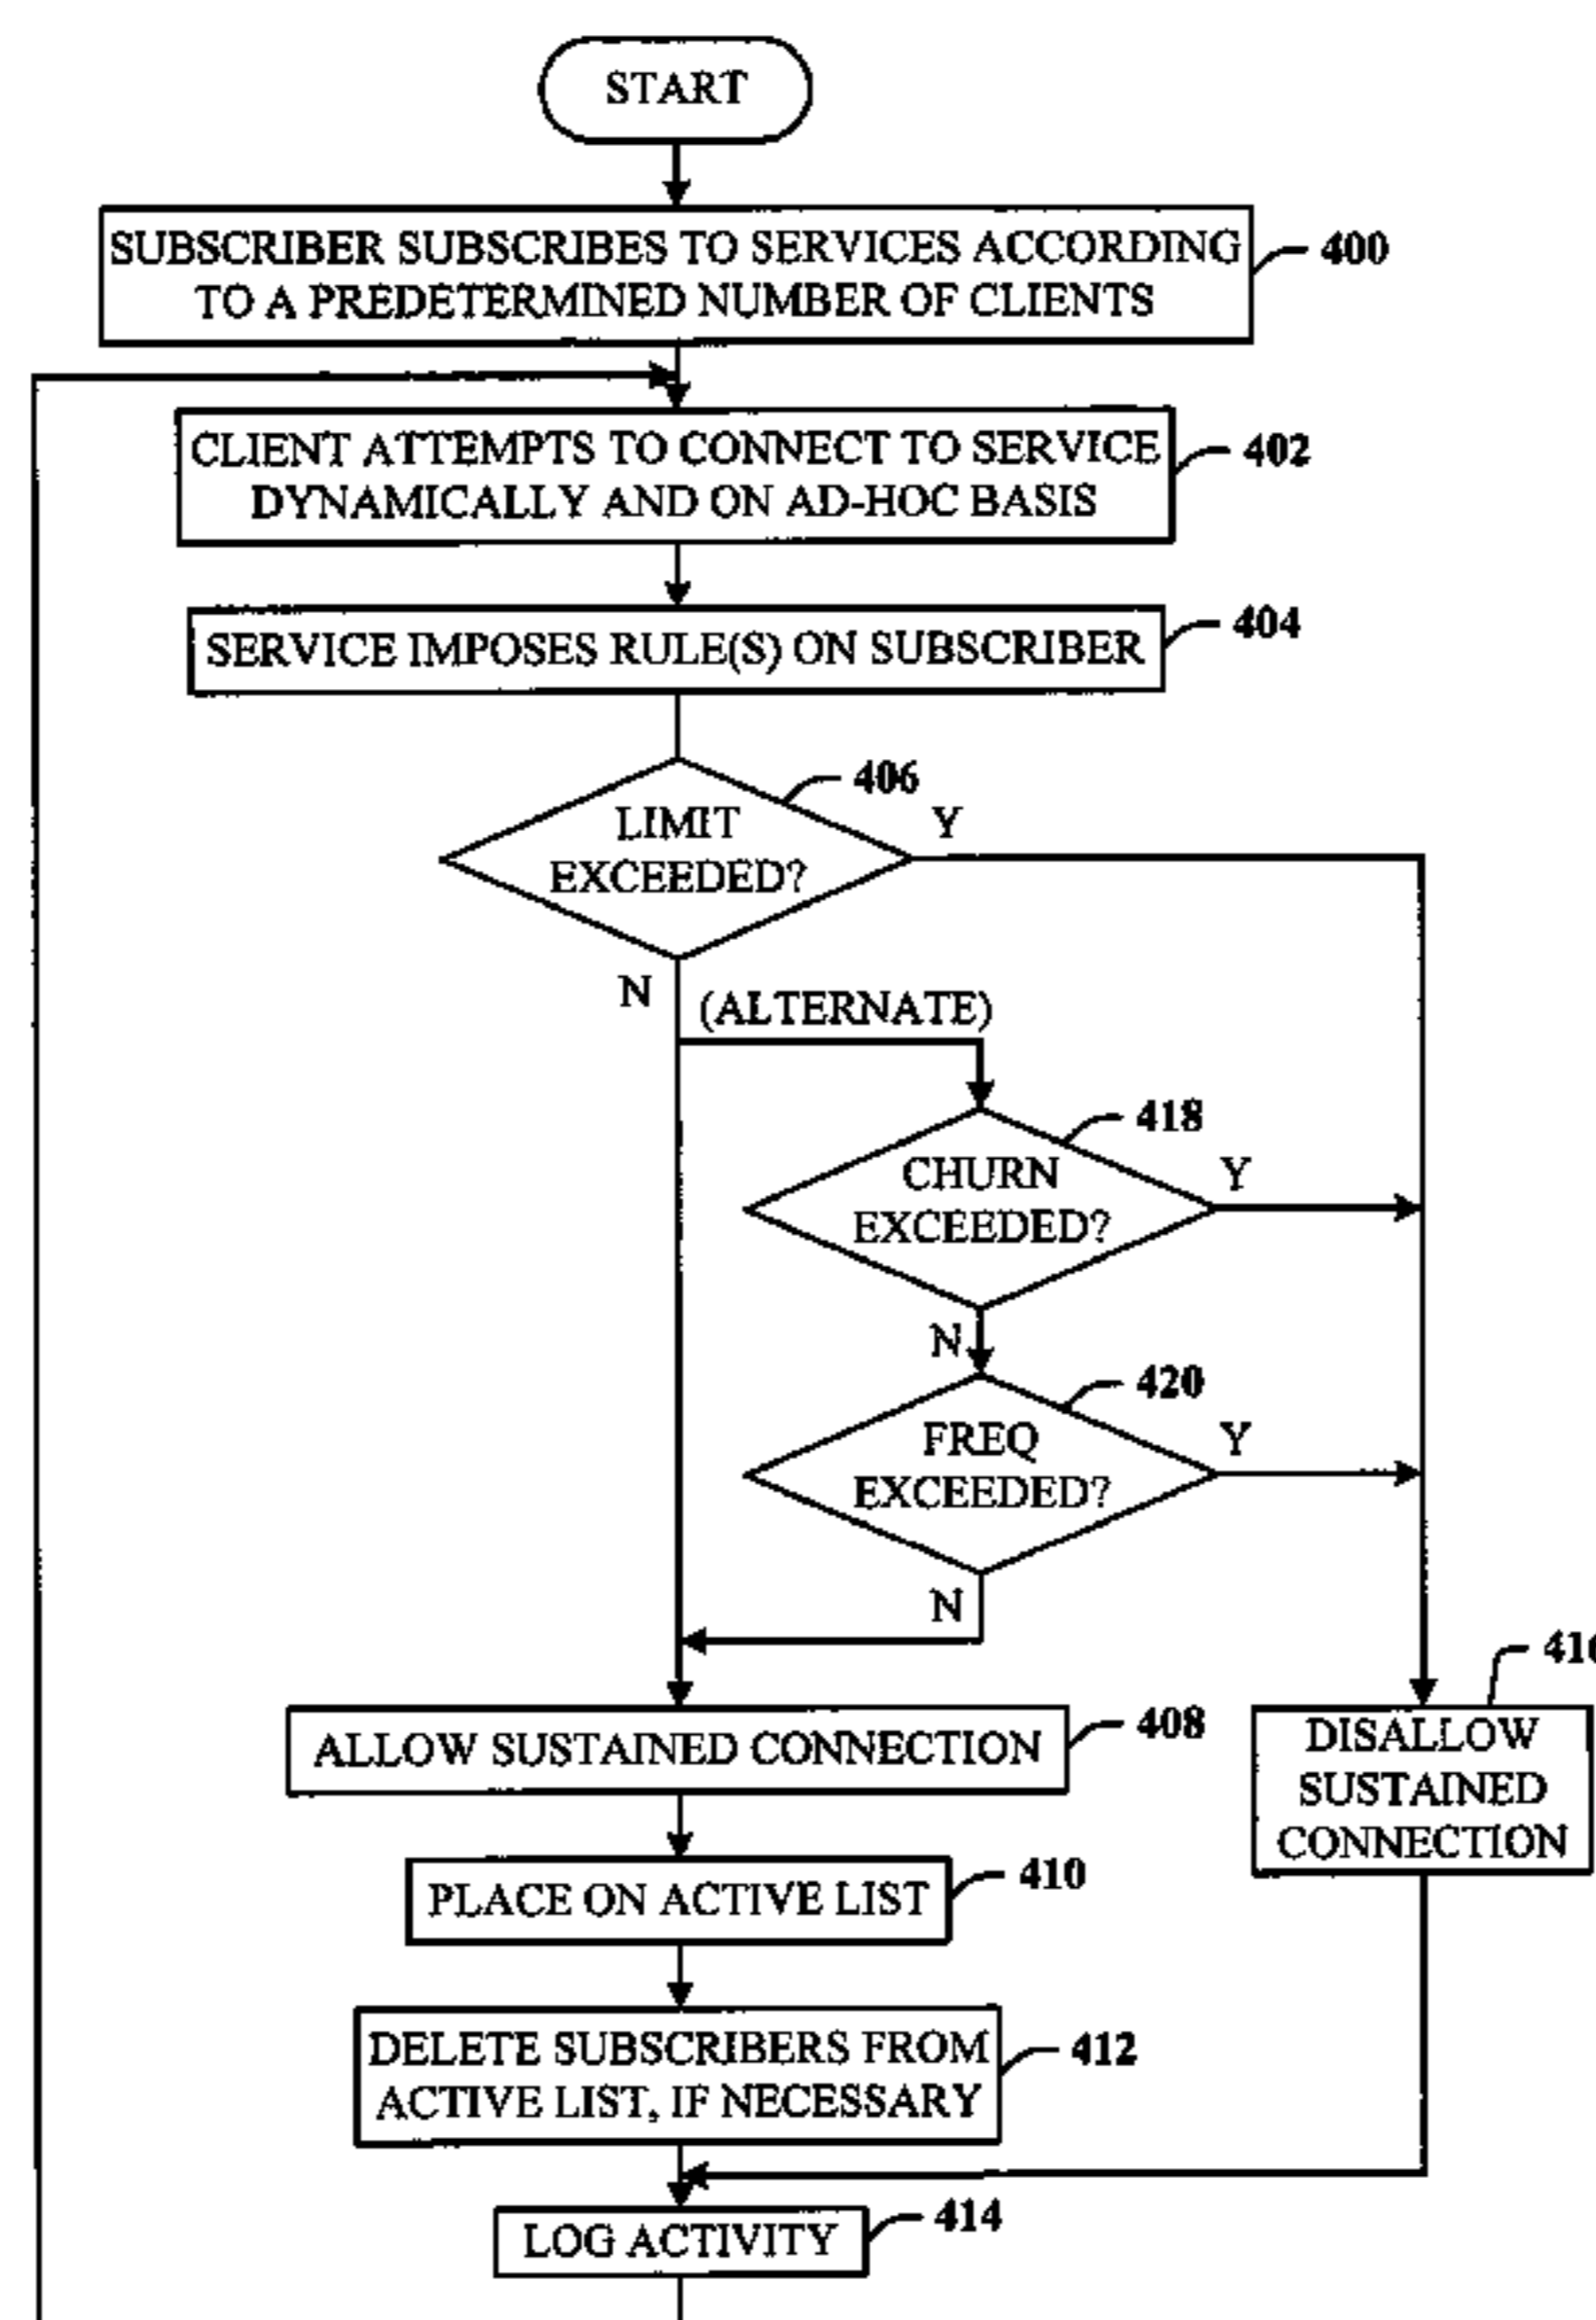 START
SUBSCRIBER SUBSCRIBES TO SERVICES ACCORDING
TO A PREDETERMINED NUMBER OF CLIENTS
400
CLIENT ATTEMPTS TO CONNECT TO SERVICE
DYNAMICALLY AND ON AD-HOC BASIS
402
SERVICE IMPOSES RULE(S) ON SUBSCRIBER
404
406
LIMIT
EXCEEDED?
Y
N
(ALTERNATE)
418
CHURN
EXCEEDED?
Y
N
420
FREQ
EXCEEDED?
Y
N
ALLOW SUSTAINED CONNECTION
408
DISALLOW
SUSTAINED
CONNECTION
PLACE ON ACTIVE LIST
410
DELETE SUBSCRIBERS FROM
ACTIVE LIST, IF NECESSARY
412
LOG ACTIVITY
414